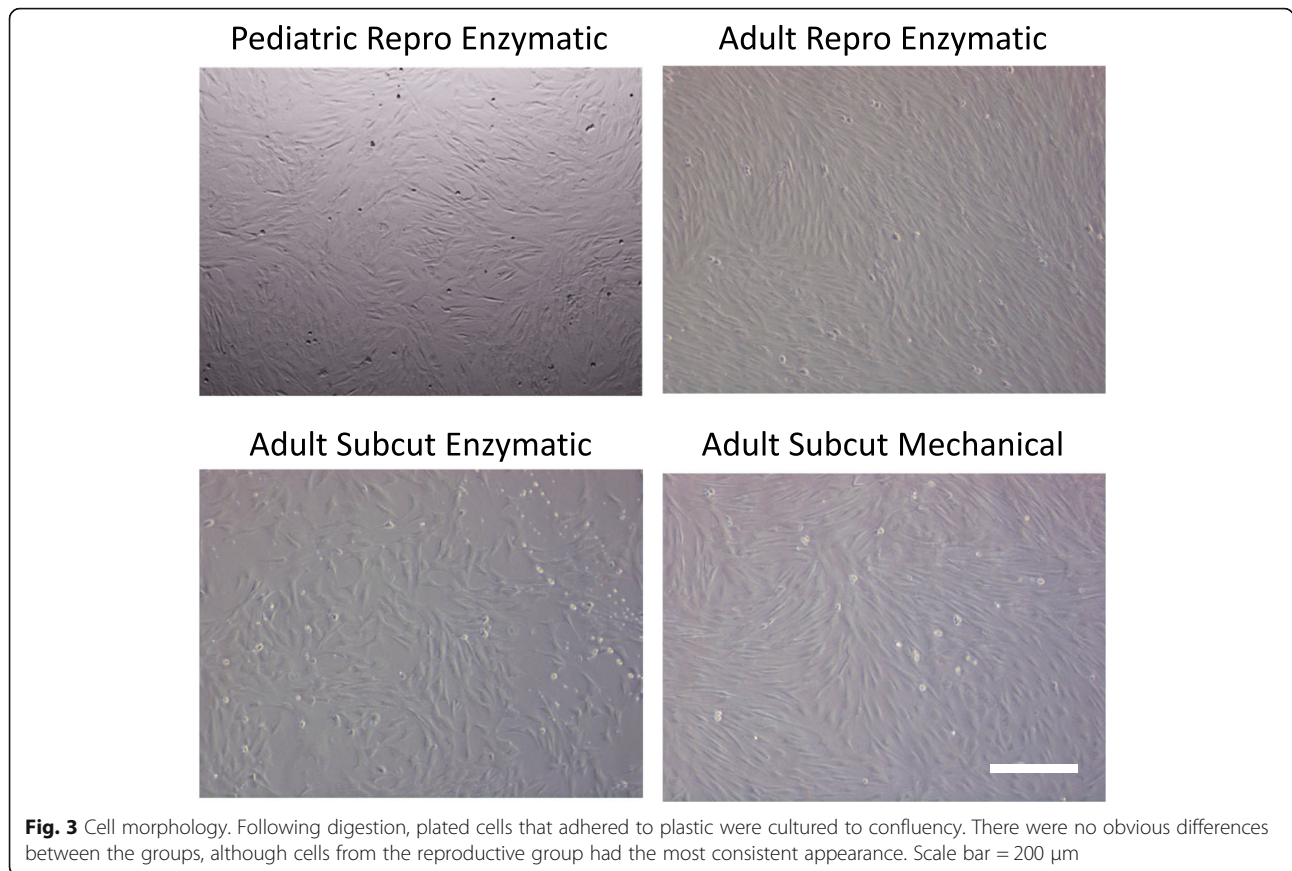 Pediatric Repro Enzymatic
Adult Repro Enzymatic
Adult Subcut Enzymatic
Adult Subcut Mechanical
Fig. 3 Cell morphology. Following digestion, plated cells that adhered to plastic were cultured to confluency. There were no obvious differences
between the groups, although cells from the reproductive group had the most consistent appearance. Scale bar = 200 μm